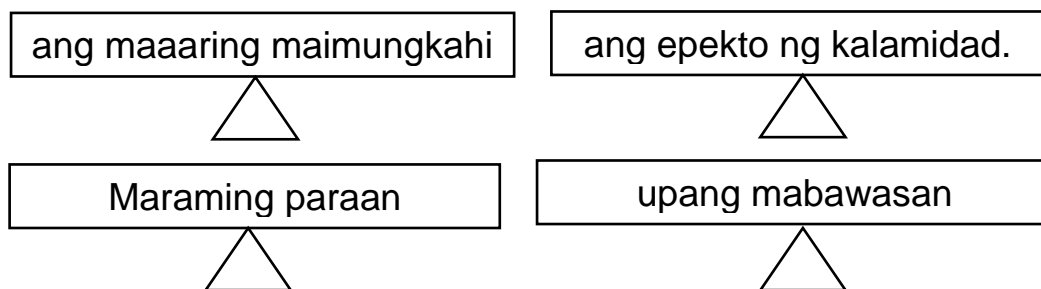 ang maaaring maimungkahi
ang epekto ng kalamidad.
Maraming paraan
upang mabawasan